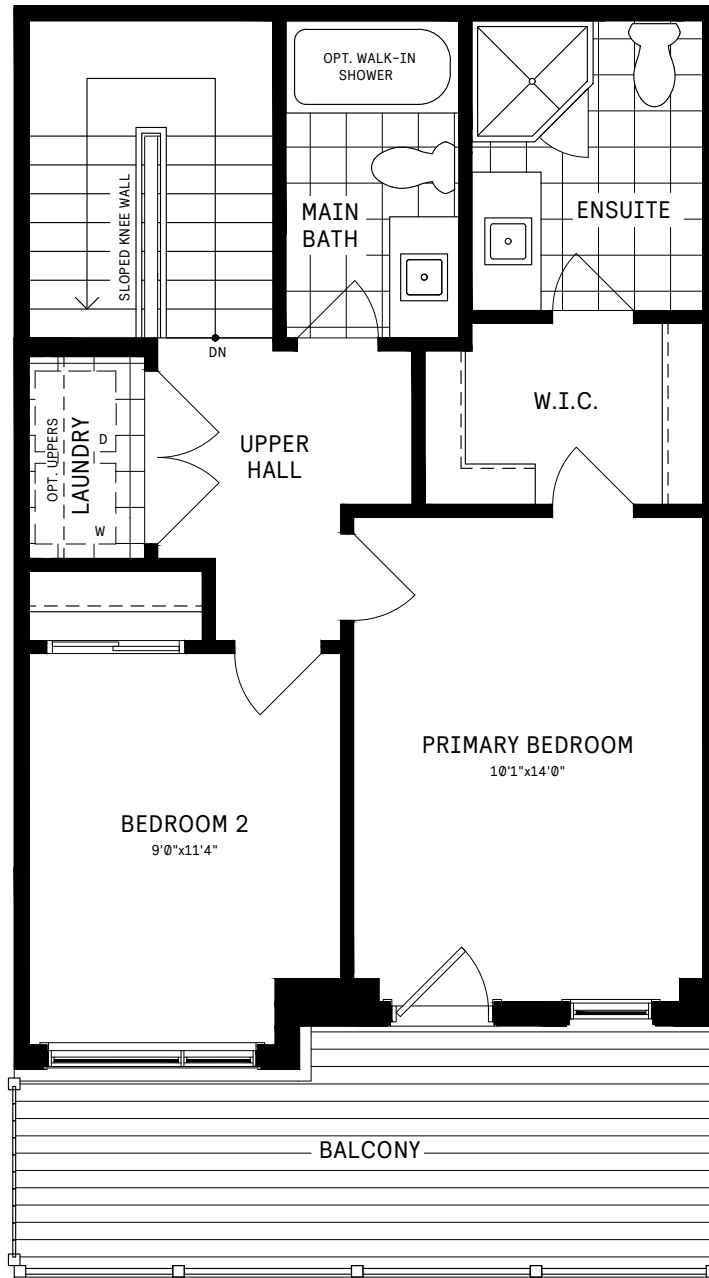 OPT. WALK-IN
SHOWER
SLOPED KNEE WALL
MAIN
BATH
ENSUITE
DN
W.I.C.
OPT. UPPERS
LAUNDRY
D
W
UPPER
HALL
PRIMARY BEDROOM
10'1"x14'0"
BEDROOM 2
9'0"x11'4"
BALCONY